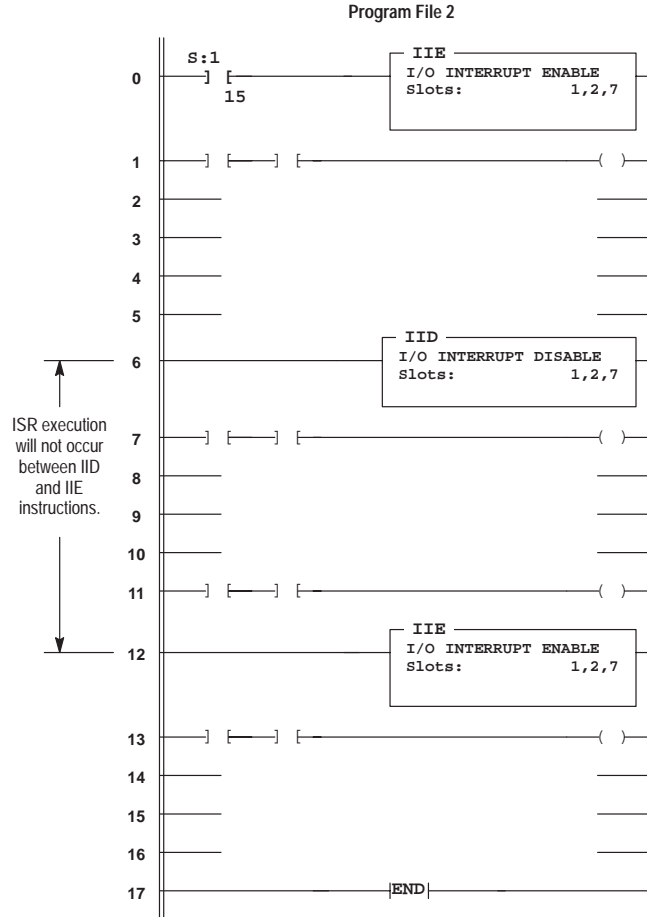 Program File 2
S:1
0
15
IIE
I/O INTERRUPT ENABLE
Slots: 1,2,7
1
2
3
4
5
6
IID
I/O INTERRUPT DISABLE
Slots: 1,2,7
ISR execution
will not occur
between IID
and IIE
instructions.
7
8
9
10
11
12
IIE
I/O INTERRUPT ENABLE
Slots: 1,2,7
13
14
15
16
17
END